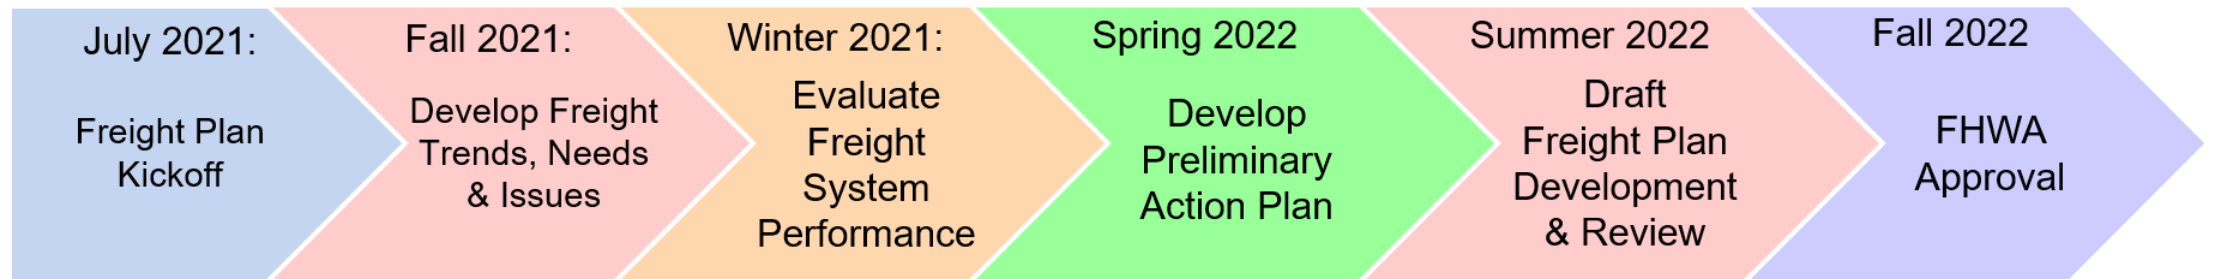 July 2021:
Freight Plan
Kickoff
Fall 2021:
Develop Freight
Trends, Needs
& Issues
Winter 2021:
Evaluate
Freight
System
Performance
Spring 2022
Develop
Preliminary
Action Plan
Summer 2022
Draft
Freight Plan
Development
& Review
Fall 2022
FHWA
Approval